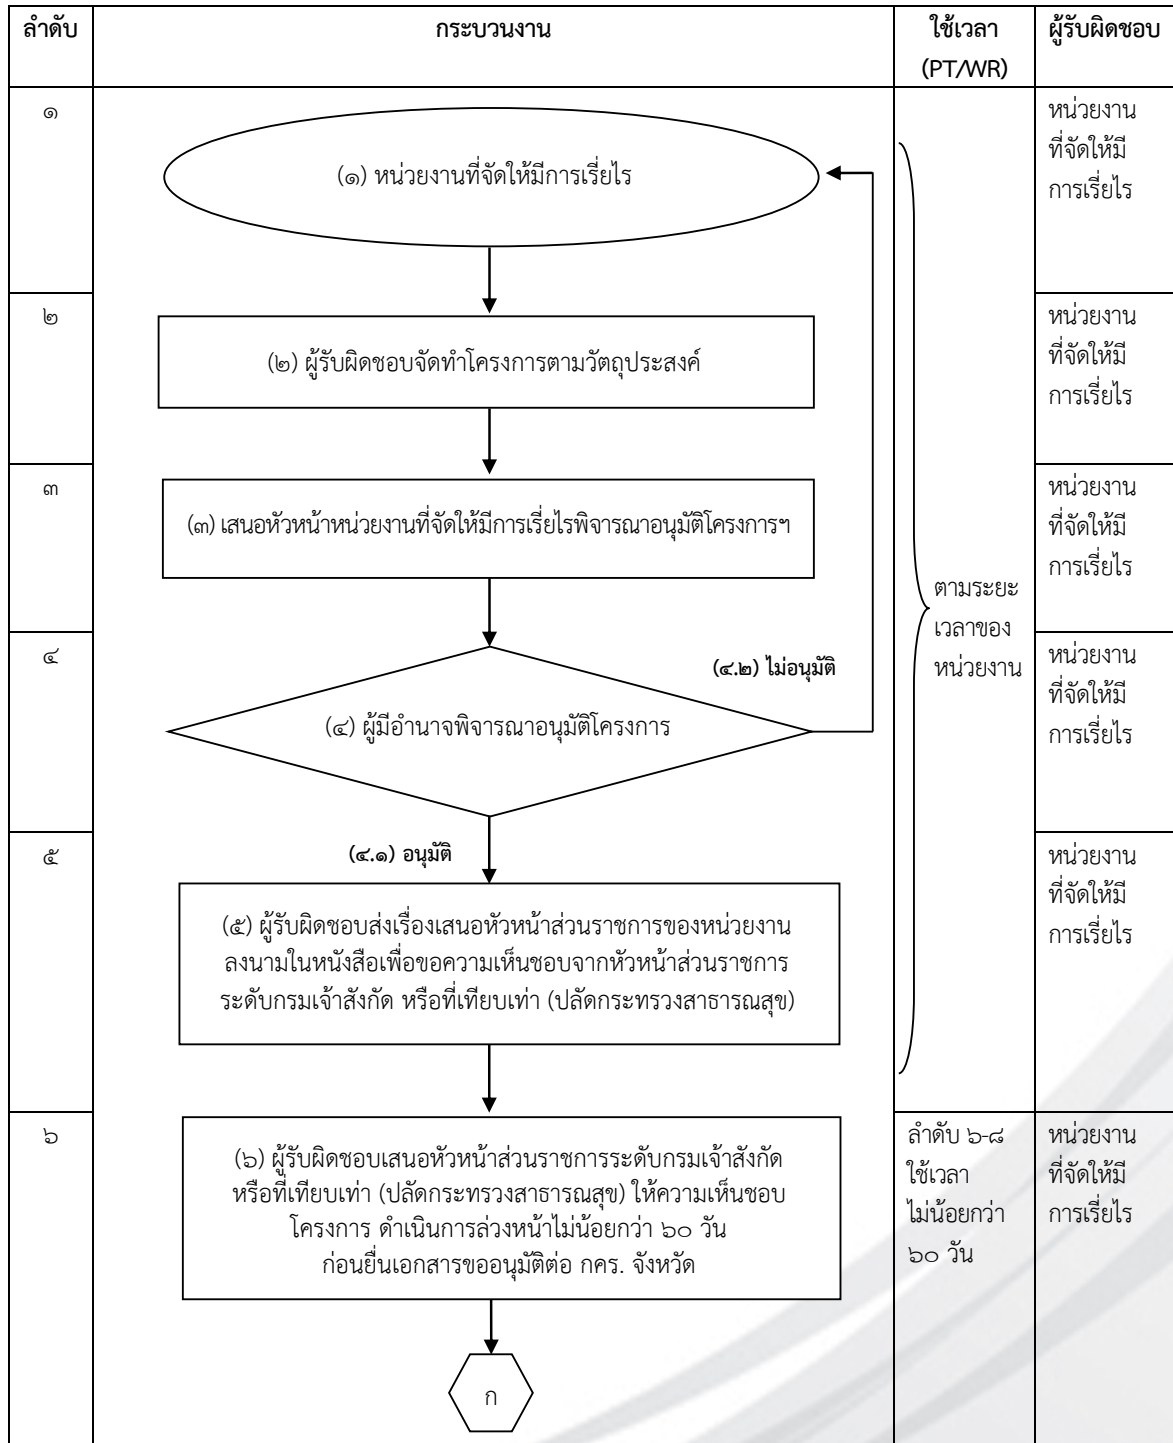 ลำดับ
กระบวนงาน
ใช้เวลา
(PT/WR)
ผู้รับผิดชอบ
๑
(๑) หน่วยงานที่จัดให้มีการเรี่ยไร
หน่วยงาน
ที่จัดให้มี
การเรี่ยไร
๒
(๒) ผู้รับผิดชอบจัดทำโครงการตามวัตถุประสงค์
หน่วยงาน
ที่จัดให้มี
การเรี่ยไร
๓
(๓) เสนอหัวหน้าหน่วยงานที่จัดให้มีการเรี่ยไรพิจารณาอนุมัติโครงการฯ
หน่วยงาน
ที่จัดให้มี
การเรี่ยไร
ตามระยะ
เวลาของ
หน่วยงาน
๔
(๔.๒) ไม่อนุมัติ
(๔) ผู้มีอำนาจพิจารณาอนุมัติโครงการ
หน่วยงาน
ที่จัดให้มี
การเรี่ยไร
๕
(๔.๑) อนุมัติ
(๕) ผู้รับผิดชอบส่งเรื่องเสนอหัวหน้าส่วนราชการของหน่วยงาน
ลงนามในหนังสือเพื่อขอความเห็นชอบจากหัวหน้าส่วนราชการ
ระดับกรมเจ้าสังกัด หรือที่เทียบเท่า (ปลัดกระทรวงสาธารณสุข)
หน่วยงาน
ที่จัดให้มี
การเรี่ยไร
๖
(๖) ผู้รับผิดชอบเสนอหัวหน้าส่วนราชการระดับกรมเจ้าสังกัด
หรือที่เทียบเท่า (ปลัดกระทรวงสาธารณสุข) ให้ความเห็นชอบ
โครงการ ดำเนินการล่วงหน้าไม่น้อยกว่า ๖๐ วัน
ก่อนยื่นเอกสารขออนุมัติต่อ กคร. จังหวัด
ลำดับ ๖-๘
ใช้เวลา
ไม่น้อยกว่า
๖๐ วัน
หน่วยงาน
ที่จัดให้มี
การเรี่ยไร
ก